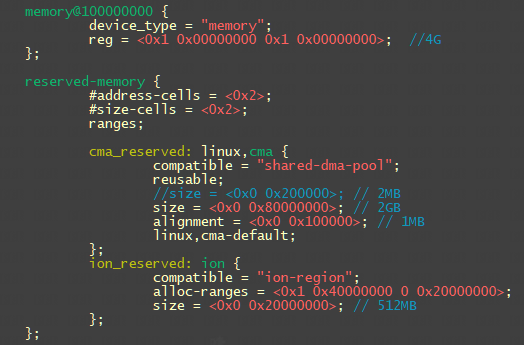 memory@100000000 {
device_type = "memory";
reg = <0x1 0x00000000 0x1 0x00000000>; //4G
};
reserved-memory {
#address-cells = <0x2>;
#size-cells = <0x2>;
ranges;
cma_reserved: linux,cma {
compatible = "shared-dma-pool";
reusable;
//size = <0x0 0x200000>; // 2MB
size = <0x0 0x80000000>; // 2GB
alignment = <0x0 0x100000>; // 1MB
linux,cma-default;
};
ion_reserved: ion {
compatible = "ion-region";
alloc-ranges = <0x1 0x40000000 0 0x20000000>;
size = <0x0 0x20000000>; // 512MB
};
};